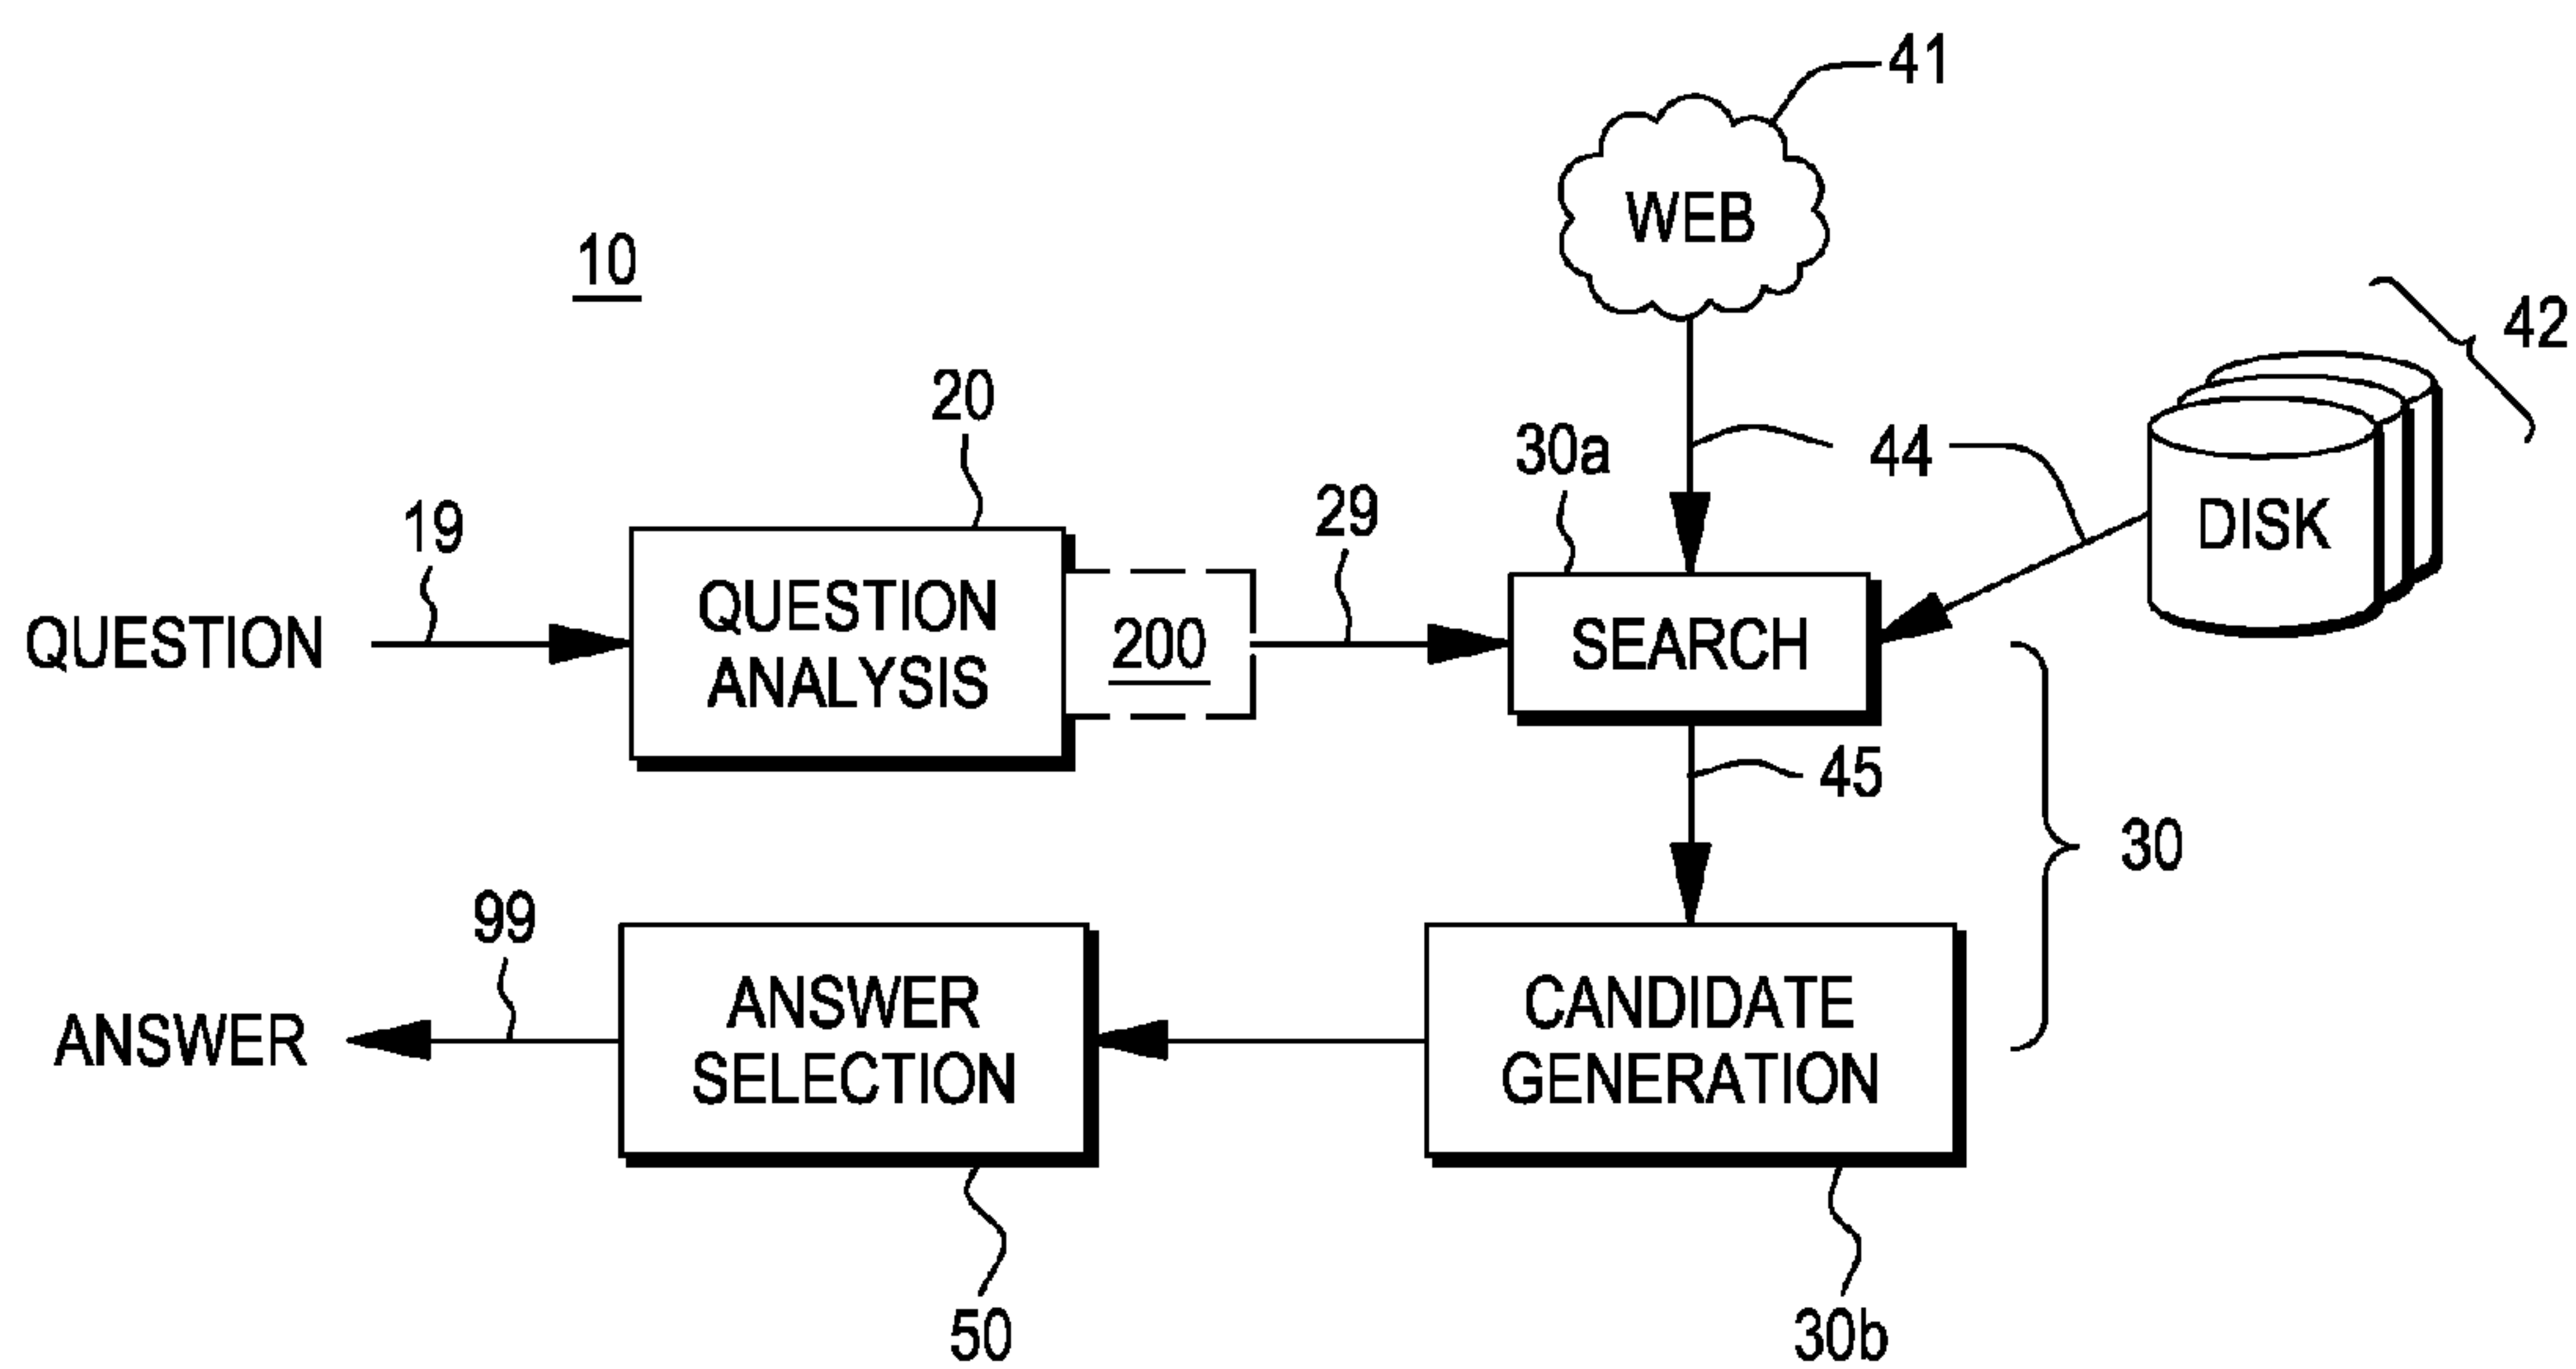 41
WEB
10
42
20
30a
44
19
29
DISK
QUESTION
QUESTION
ANALYSIS
200
SEARCH
45
30
99
ANSWER
ANSWER
SELECTION
CANDIDATE
GENERATION
50
30b